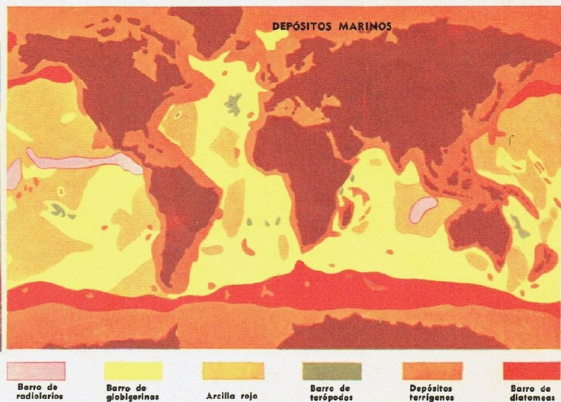 DEPÓSITOS MARINOS
Barro de
radiolarios
Barro de
globigerinas
Arcilla roja
Barro de
terópodos
Depósitos
terrígenos
Barro de
diatomeas